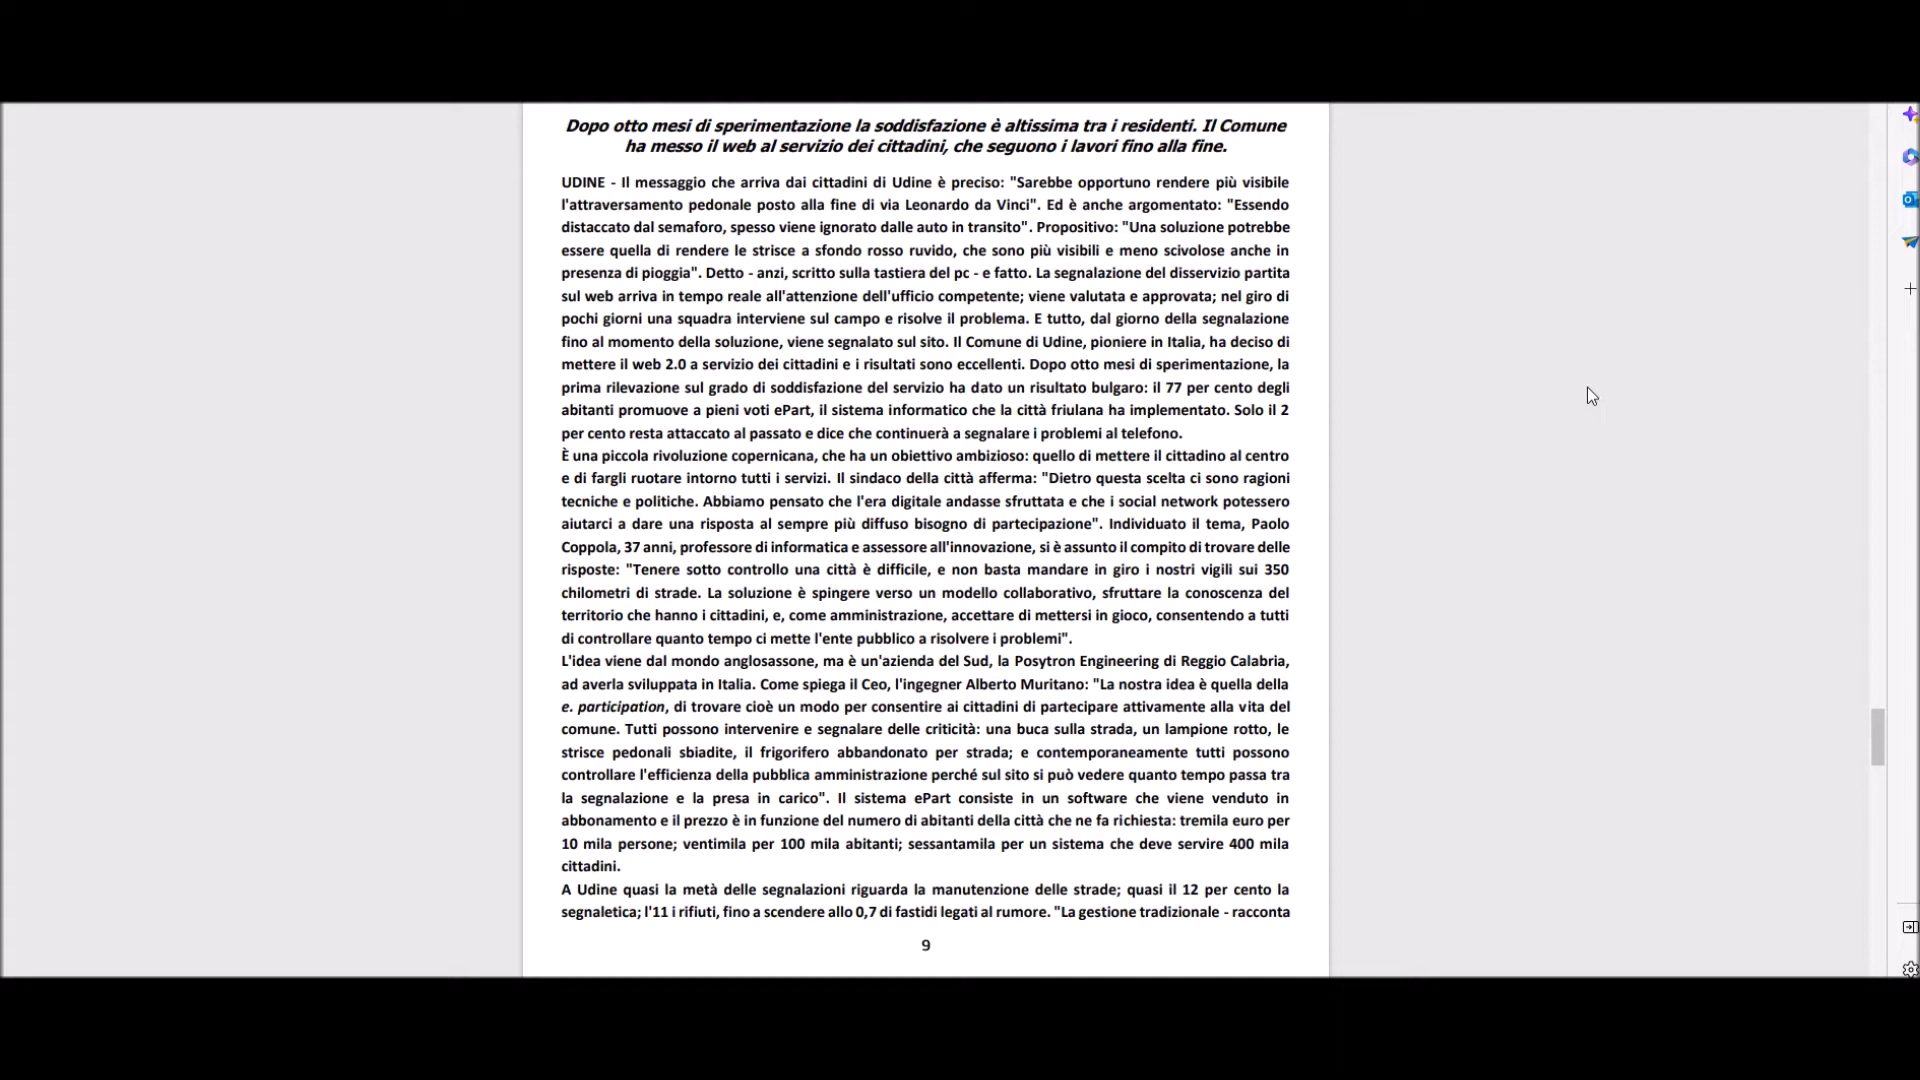 Dopo otto mesi di sperimentazione la soddisfazione è altissima tra i residenti. Il Comune
ha messo il web al servizio dei cittadini, che seguono i lavori fino alla fine.
UDINE - Il messaggio che arriva dai cittadini di Udine è preciso: "Sarebbe opportuno rendere più visibile
l'attraversamento pedonale posto alla fine di via Leonardo da Vinci". Ed è anche argomentato: "Essendo
distaccato dal semaforo, spesso viene ignorato dalle auto in transito". Propositivo: "Una soluzione potrebbe
essere quella di rendere le strisce a sfondo rosso ruvido, che sono più visibili e meno scivolose anche in
presenza di pioggia". Detto - anzi, scritto sulla tastiera del pc - e fatto. La segnalazione del disservizio partita
sul web arriva in tempo reale all'attenzione dell'ufficio competente; viene valutata e approvata; nel giro di
pochi giorni una squadra interviene sul campo e risolve il problema. E tutto, dal giorno della segnalazione
fino al momento della soluzione, viene segnalato sul sito. Il Comune di Udine, pioniere in Italia, ha deciso di
mettere il web 2.0 a servizio dei cittadini e i risultati sono eccellenti. Dopo otto mesi di sperimentazione, la
prima rilevazione sul grado di soddisfazione del servizio ha dato un risultato bulgaro: il 77 per cento degli
abitanti promuove a pieni voti ePart, il sistema informatico che la città friulana ha implementato. Solo il 2
per cento resta attaccato al passato e dice che continuerà a segnalare i problemi al telefono.
È una piccola rivoluzione copernicana, che ha un obiettivo ambizioso: quello di mettere il cittadino al centro
e di fargli ruotare intorno tutti i servizi. Il sindaco della città afferma: "Dietro questa scelta ci sono ragioni
tecniche e politiche. Abbiamo pensato che l'era digitale andasse sfruttata e che i social network potessero
aiutarci a dare una risposta al sempre più diffuso bisogno di partecipazione". Individuato il tema, Paolo
Coppola, 37 anni, professore di informatica e assessore all'innovazione, si è assunto il compito di trovare delle
risposte: "Tenere sotto controllo una città è difficile, e non basta mandare in giro i nostri vigili sui 350
chilometri di strade. La soluzione è spingere verso un modello collaborativo, sfruttare la conoscenza del
territorio che hanno i cittadini, e, come amministrazione, accettare di mettersi in gioco, consentendo a tutti
di controllare quanto tempo ci mette l'ente pubblico a risolvere i problemi".
L'idea viene dal mondo anglosassone, ma è un'azienda del Sud, la Posytron Engineering di Reggio Calabria,
ad averla sviluppata in Italia. Come spiega il Ceo, l'ingegner Alberto Muritano: "La nostra idea è quella della
e. participation, di trovare cioè un modo per consentire ai cittadini di partecipare attivamente alla vita del
comune. Tutti possono intervenire e segnalare delle criticità: una buca sulla strada, un lampione rotto, le
strisce pedonali sbiadite, il frigorifero abbandonato per strada; e contemporaneamente tutti possono
controllare l'efficienza della pubblica amministrazione perché sul sito si può vedere quanto tempo passa tra
la segnalazione e la presa in carico". Il sistema ePart consiste in un software che viene venduto in
abbonamento e il prezzo è in funzione del numero di abitanti della città che ne fa richiesta: tremila euro per
10 mila persone; ventimila per 100 mila abitanti; sessantamila per un sistema che deve servire 400 mila
cittadini.
A Udine quasi la metà delle segnalazioni riguarda la manutenzione delle strade; quasi il 12 per cento la
segnaletica; l'11 i rifiuti, fino a scendere allo 0,7 di fastidi legati al rumore. "La gestione tradizionale - racconta
9